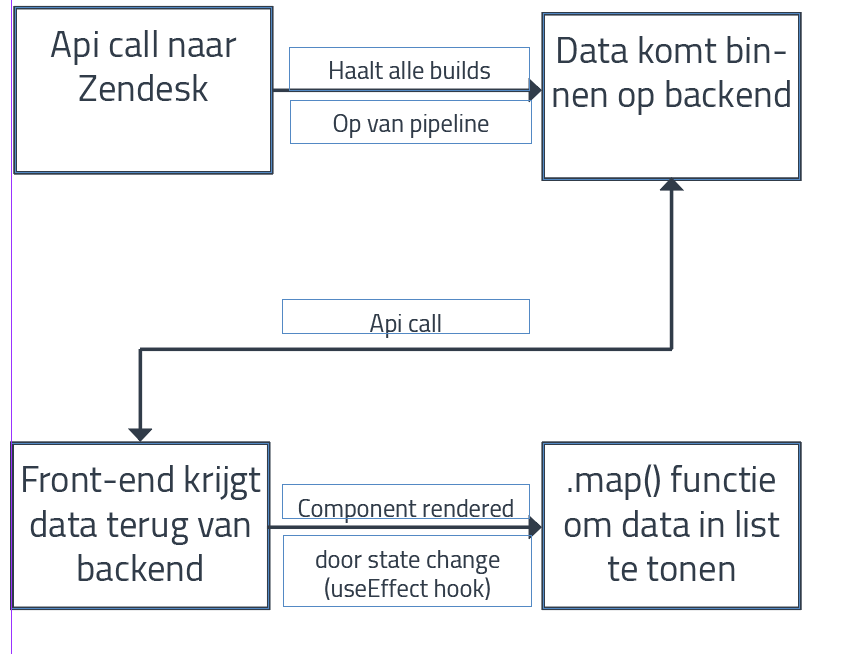 Api call naar
Zendesk
Haalt alle builds
Op van pipeline
Data komt bin-
nen op backend
Api call
Front-end krijgt
data terug van
backend
Component rendered
door state change
(useEffect hook)
.map() functie
om data in list
te tonen